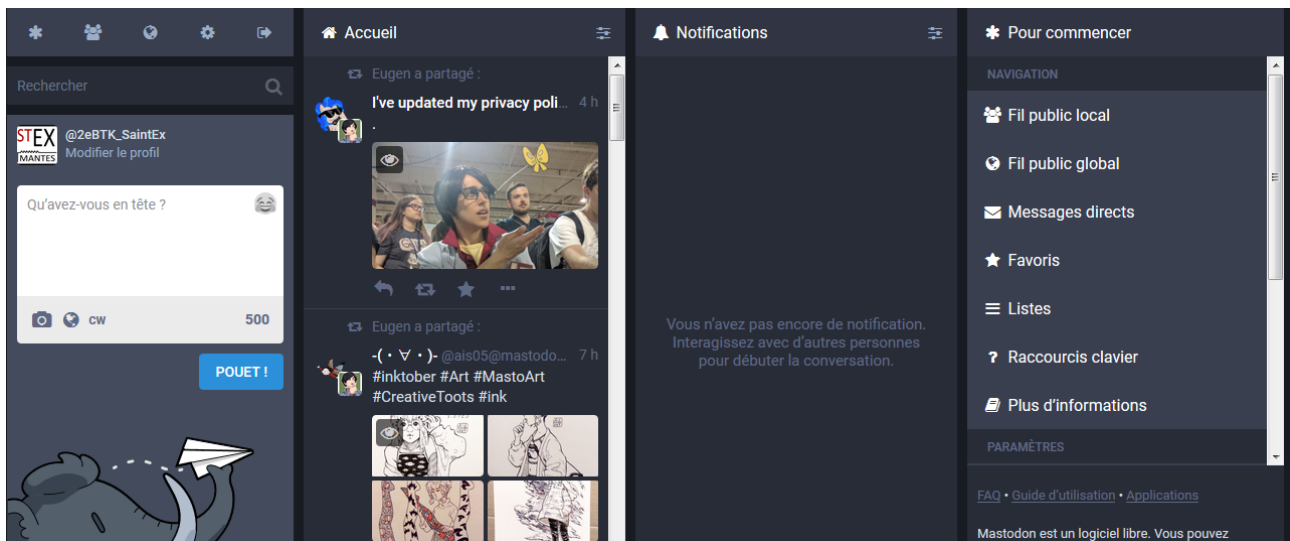 Rechercher
STEX
MANTES
@2eBTK_SaintEx
Modifier le profil
Qu'avez-vous en tête ?
cw
500
POUET !
Accueil
Eugen a partagé :
I've updated my privacy poli… 4 h
.
Eugen a partagé :
-(・∀・)- @ais05@mastodo… 7 h
#inktober #Art #MastoArt
#CreativeToots #ink
Notifications
Vous n'avez pas encore de notification.
Interagissez avec d'autres personnes
pour débuter la conversation.
Pour commencer
NAVIGATION
Fil public local
Fil public global
Messages directs
Favoris
Listes
Raccourcis clavier
Plus d'informations
PARAMÈTRES
FAQ • Guide d'utilisation • Applications
Mastodon est un logiciel libre. Vous pouvez